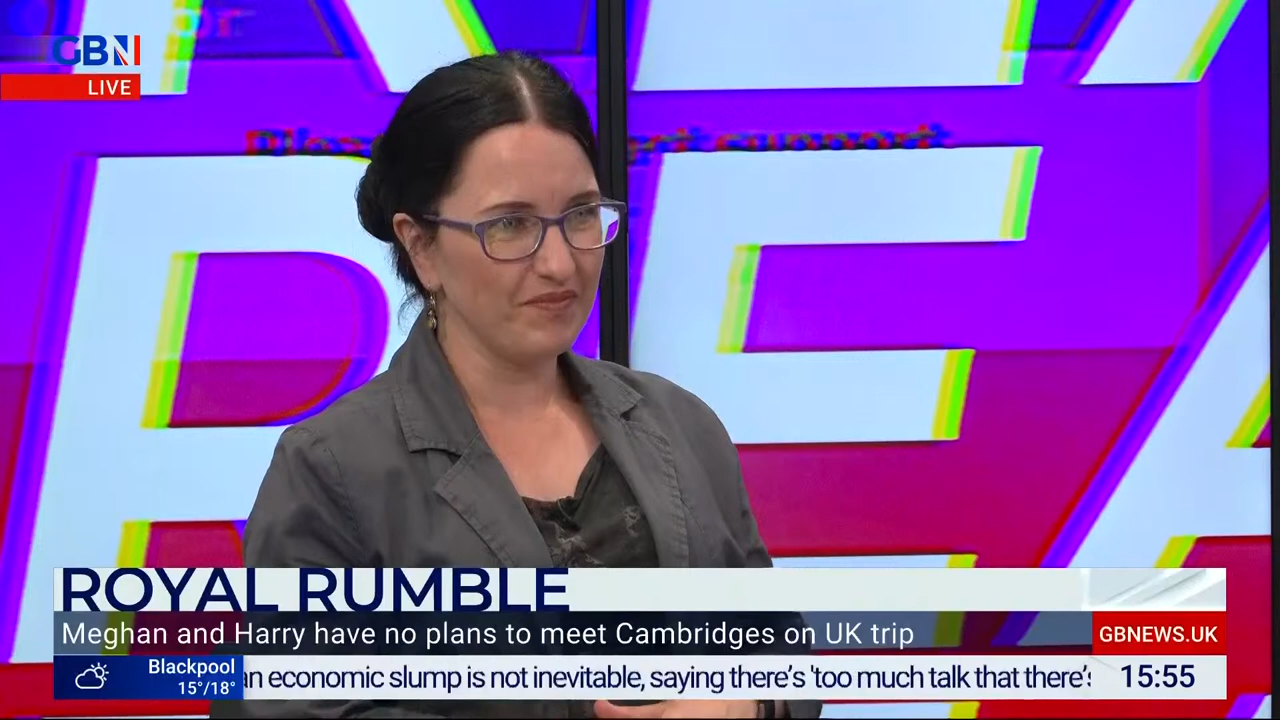 GBN
LIVE
ROYAL RUMBLE
Meghan and Harry have no plans to meet Cambridges on UK trip
GBNEWS.UK
Blackpool
15°/18°
an economic slump is not inevitable, saying there's 'too much talk that there's
15:55